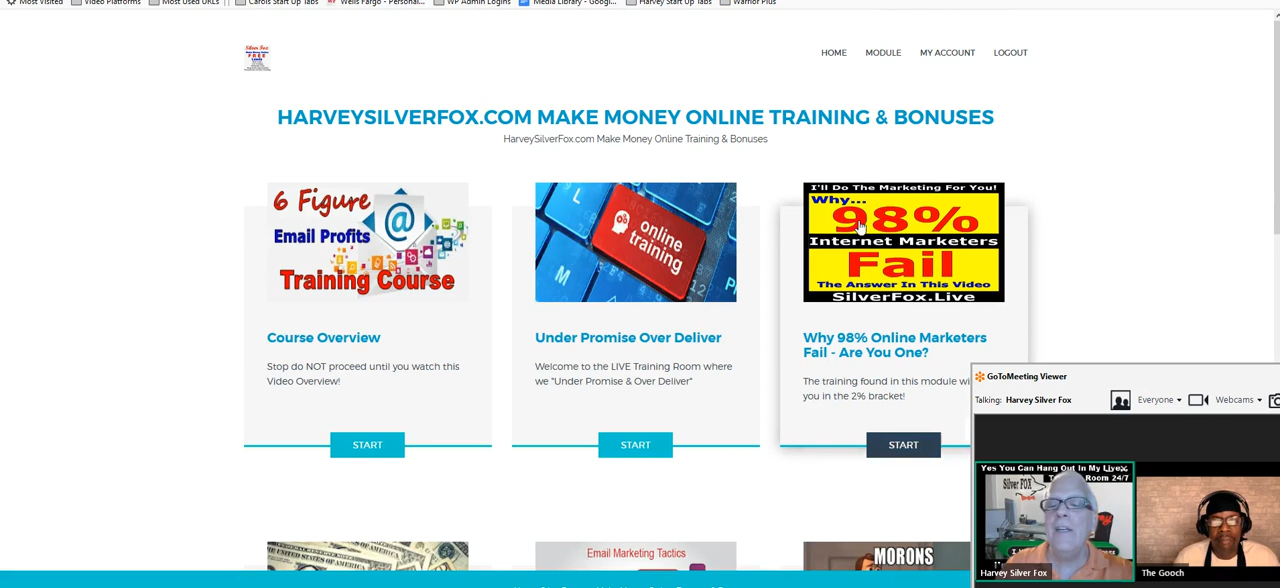 Most Visited Video Platforms Most Used URLs Carols Start Up Tabs Wells Fargo - Personal... WP Admin Logins Media Library - Googl... Harvey Start Up Tabs Warrior Plus
Silver Fox
FREE
HOME MODULE MY ACCOUNT LOGOUT
HARVEYSILVERFOX.COM MAKE MONEY ONLINE TRAINING & BONUSES
HarveySilverFox.com Make Money Online Training & Bonuses
6 Figure
Email Profits
Training Course
@
L
online
training
M
I'll Do The Marketing For You!
Why...
98%
Internet Marketers
Fail
The Answer In This Video
SilverFox.Live
Course Overview
Stop do NOT proceed until you watch this
Video Overview!
START
Under Promise Over Deliver
Welcome to the LIVE Training Room where
we "Under Promise & Over Deliver"
START
Why 98% Online Marketers
Fail - Are You One?
The training found in this module wi
you in the 2% bracket!
START
Email Marketing Tactics
MORONS
GoToMeeting Viewer
Talking: Harvey Silver Fox
Everyone Webcams
Yes You Can Hang Out In My Live
Room 24/7
Silver FOX
Harvey Silver Fox
The Gooch